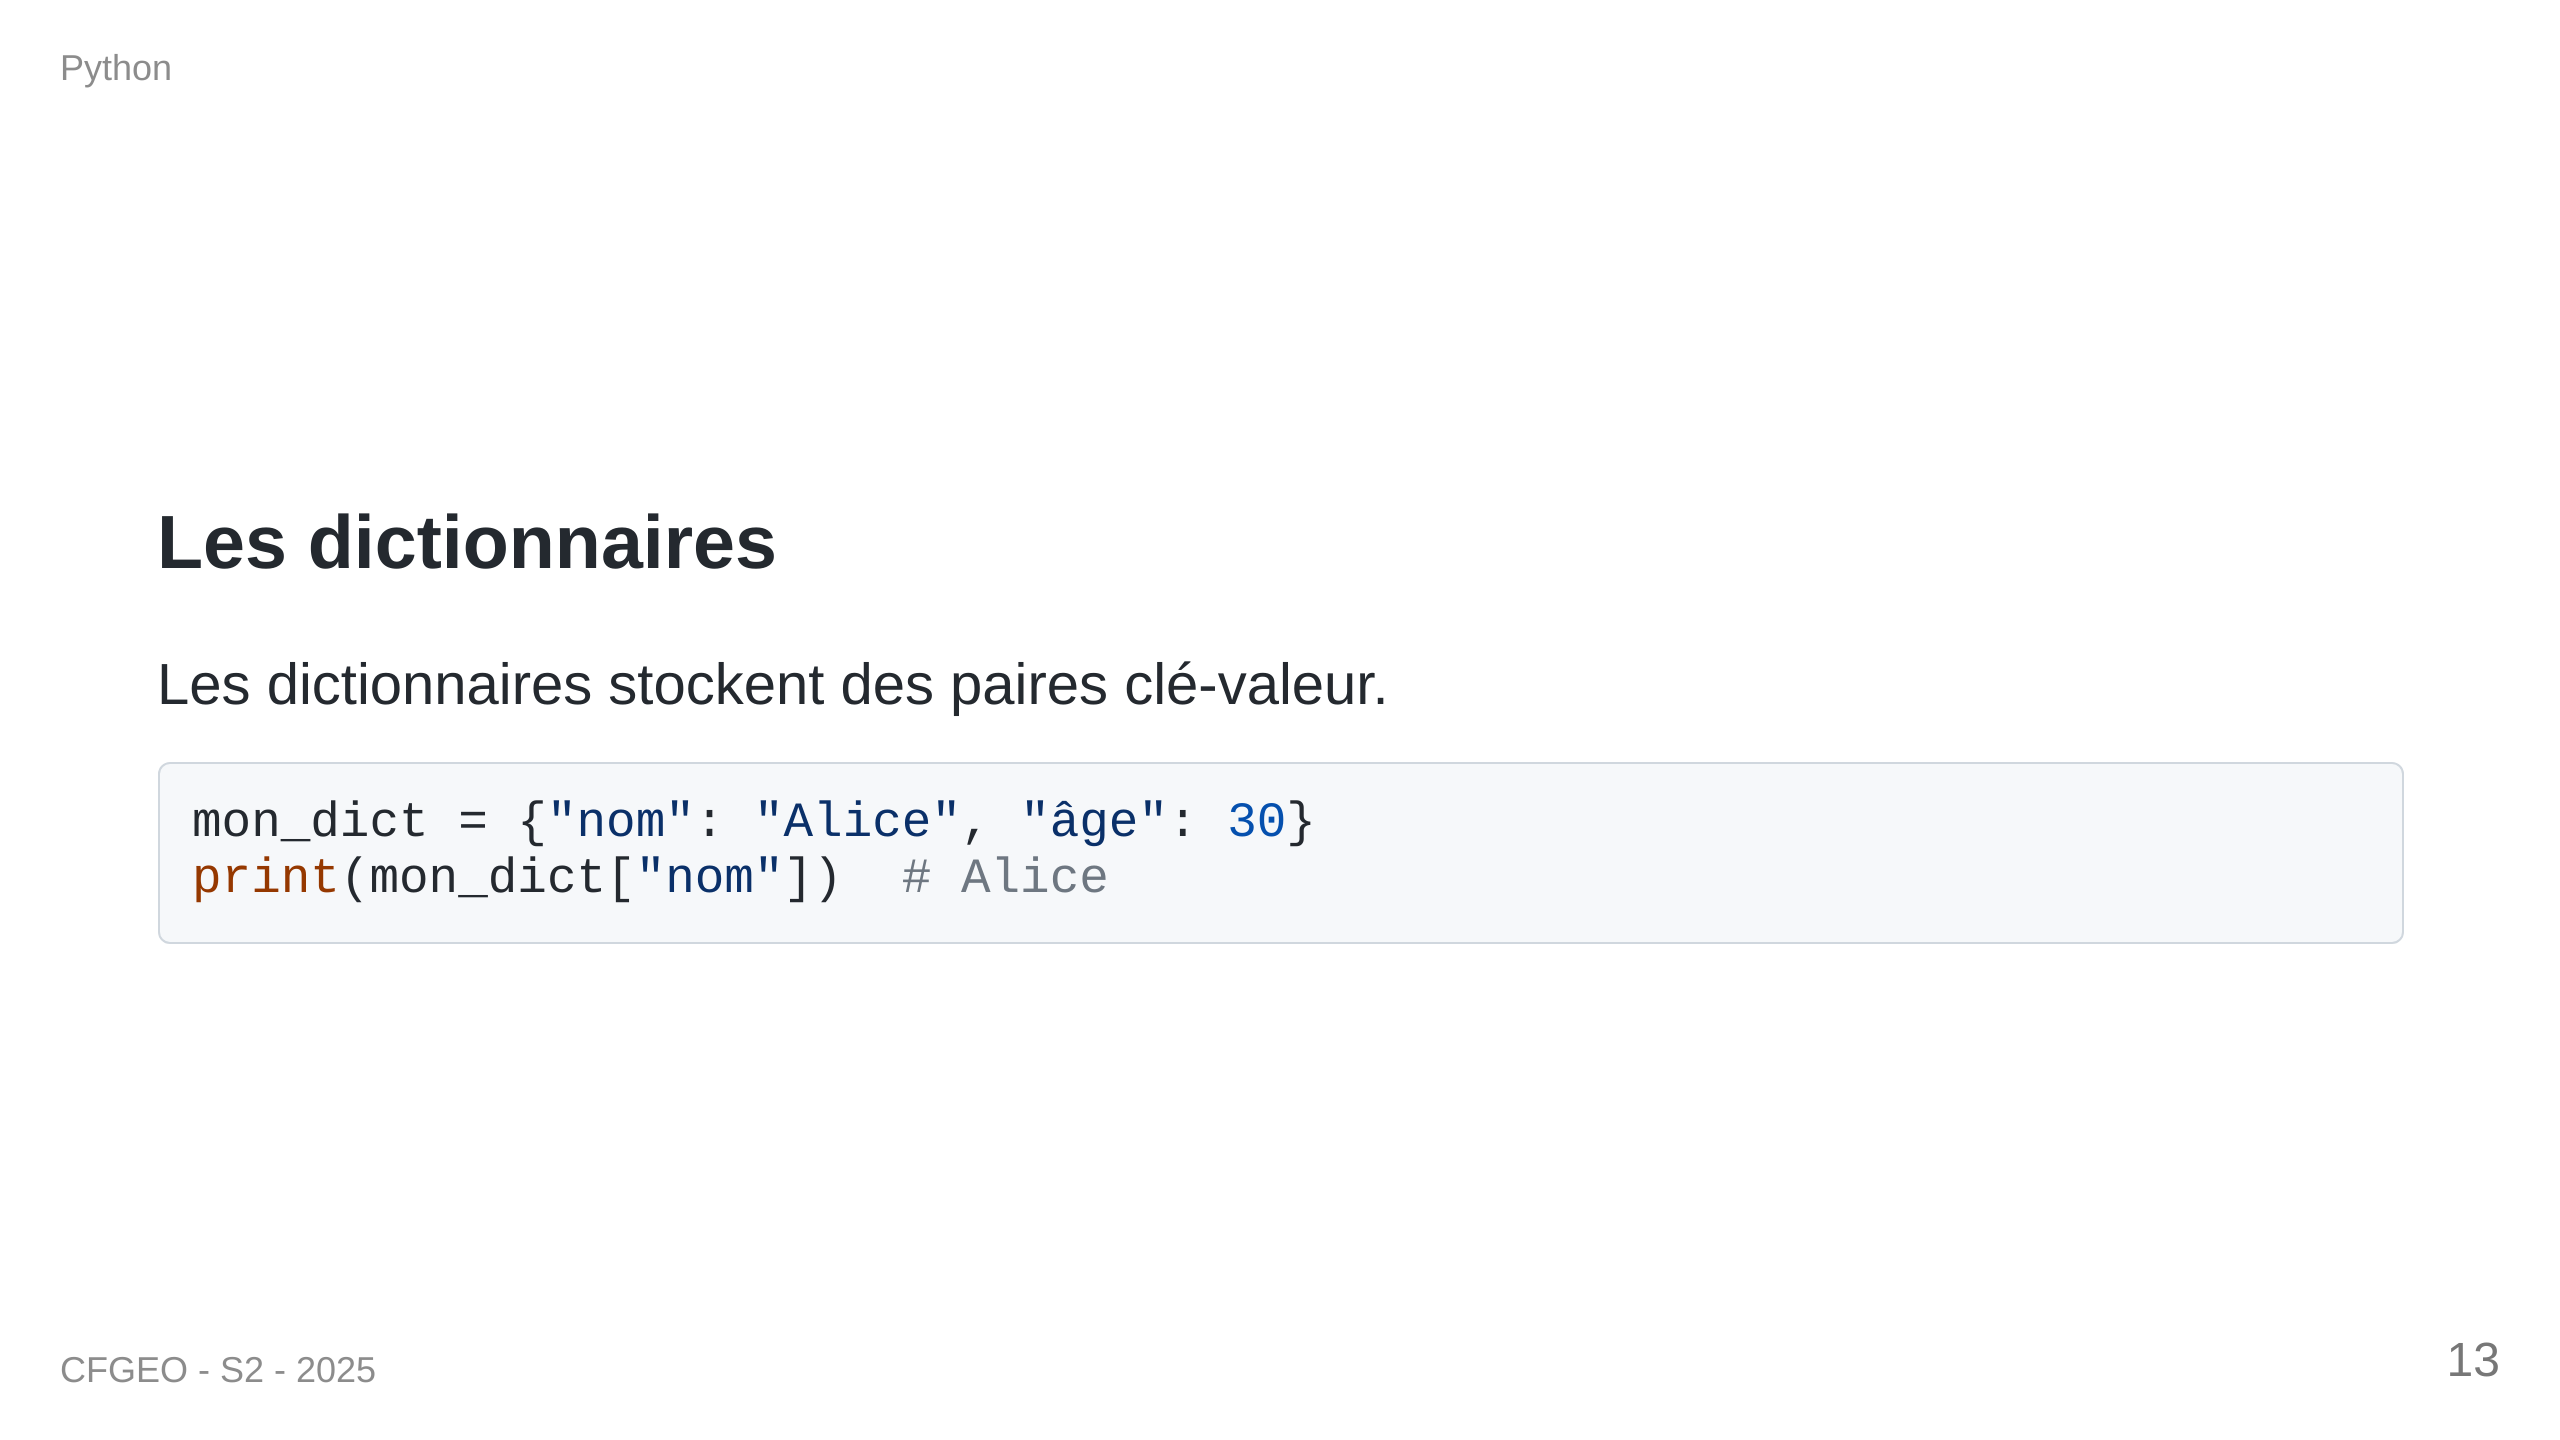 Python
Les dictionnaires
Les dictionnaires stockent des paires clé-valeur.
mon_dict = {"nom": "Alice", "âge": 30}
print(mon_dict["nom"])  # Alice
CFGEO - S2 - 2025
13